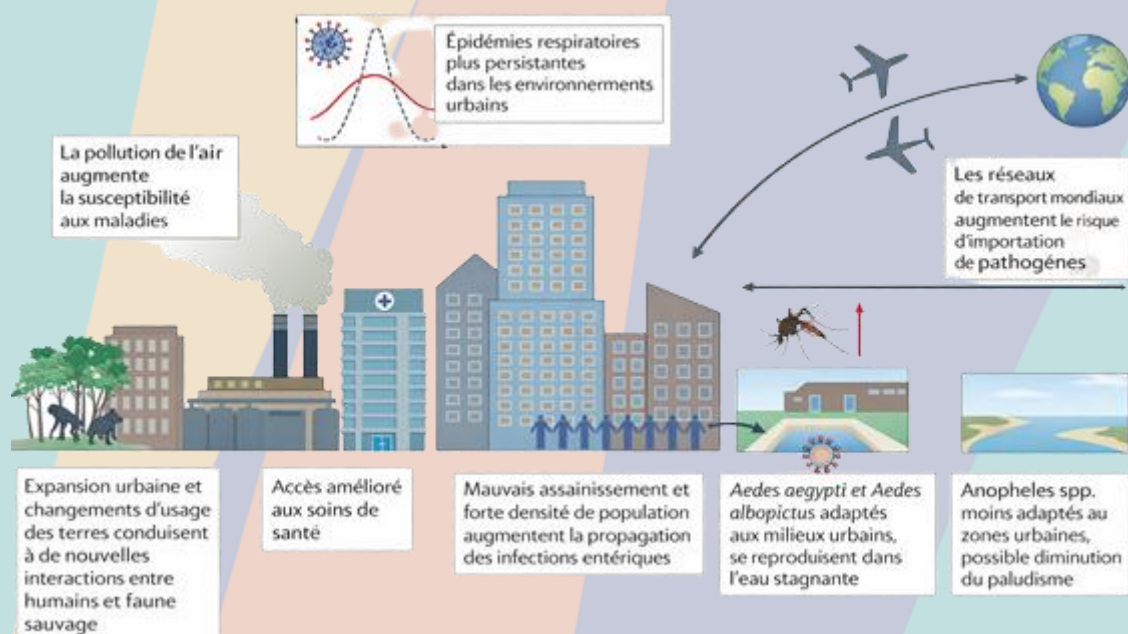 Épidémies respiratoires
plus persistantes
dans les environnerments
urbains
La pollution de l'air
augmente
la susceptibilité
aux maladies
Les réseaux
de transport mondiaux
augmentent le risque
d'importation
de pathogénes
Expansion urbaine et
changements d'usage
des terres conduisent
à de nouvelles
interactions entre
humains et faune
sauvage
Accès amélioré
aux soins de
santé
Mauvais assainissement et
forte densité de population
augmentent la propagation
des infections entériques
Aedes aegypti et Aedes
albopictus adaptés
aux milieux urbains,
se reproduisent dans
l'eau stagnante
Anopheles spp.
moins adaptés au
zones urbaines,
possible diminution
du paludisme